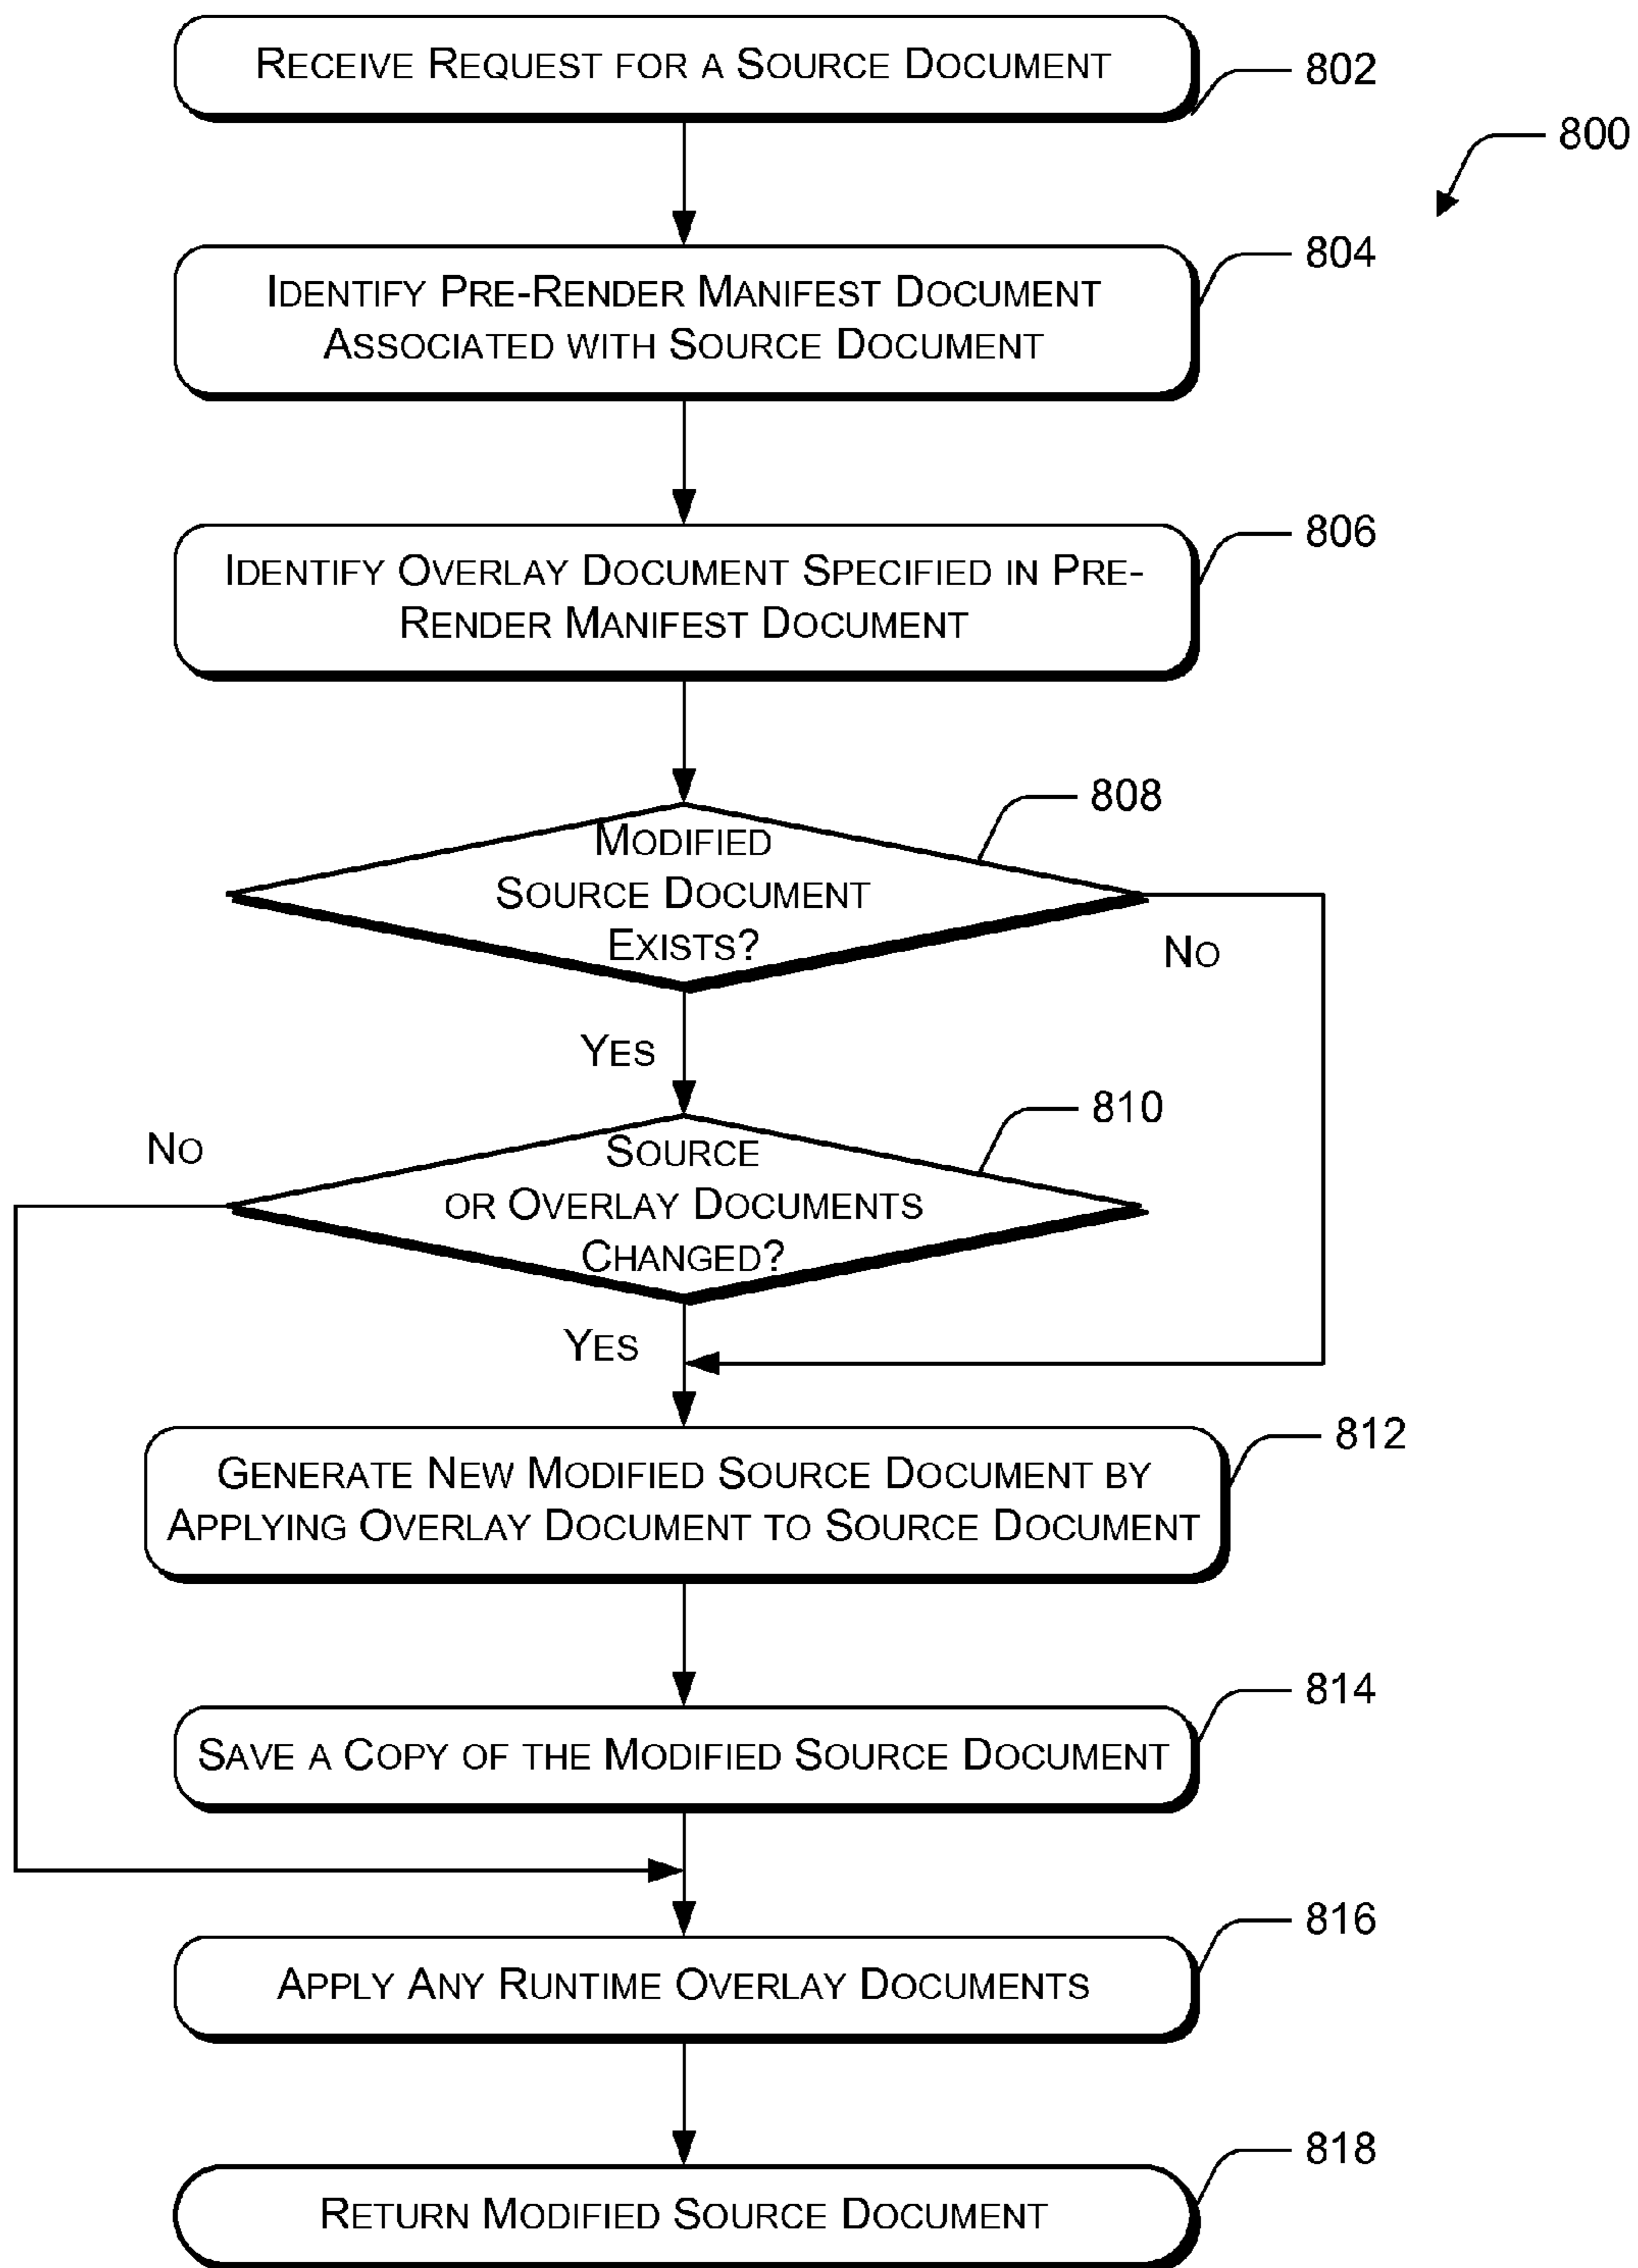 RECEIVE REQUEST FOR A SOURCE DOCUMENT
802
800
804
IDENTIFY PRE-RENDER MANIFEST DOCUMENT
ASSOCIATED WITH SOURCE DOCUMENT
806
IDENTIFY OVERLAY DOCUMENT SPECIFIED IN PRE-
RENDER MANIFEST DOCUMENT
808
MODIFIED
SOURCE DOCUMENT
EXISTS?
NO
YES
810
NO
SOURCE
OR OVERLAY DOCUMENTS
CHANGED?
YES
812
GENERATE NEW MODIFIED SOURCE DOCUMENT BY
APPLYING OVERLAY DOCUMENT TO SOURCE DOCUMENT
814
SAVE A COPY OF THE MODIFIED SOURCE DOCUMENT
816
APPLY ANY RUNTIME OVERLAY DOCUMENTS
818
RETURN MODIFIED SOURCE DOCUMENT